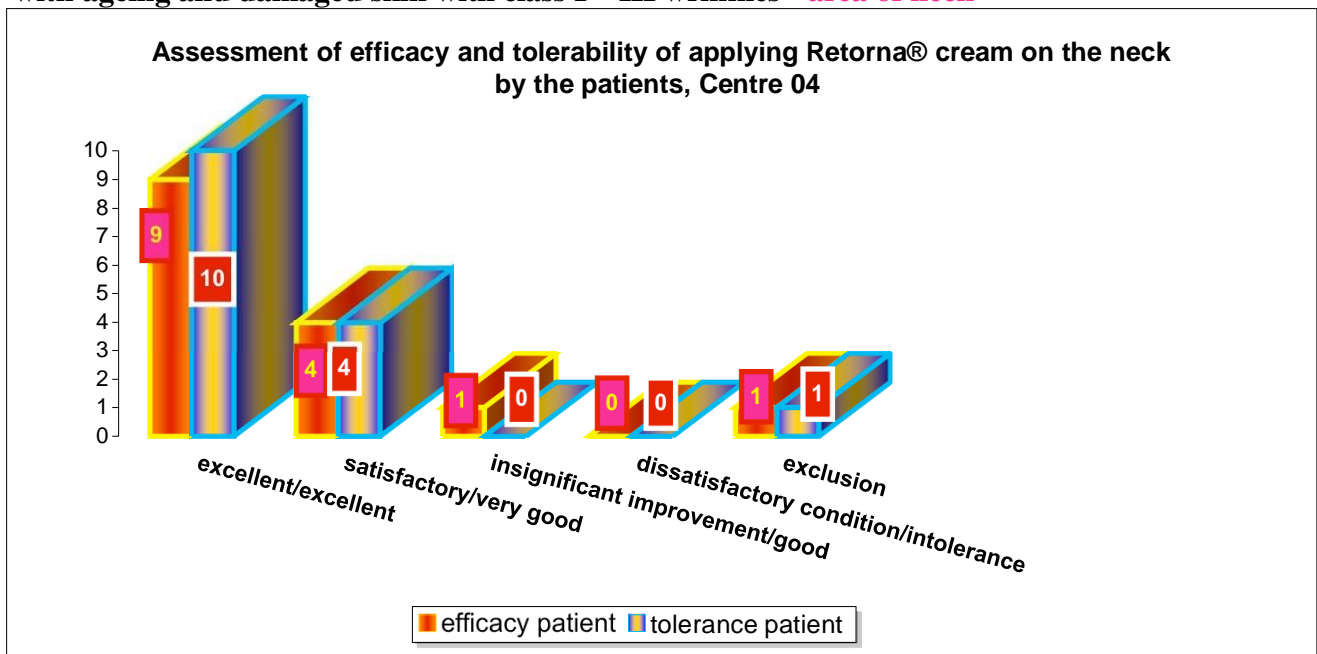 Assessment of efficacy and tolerability of applying Retorna® cream on the neck
by the patients, Centre 04
10
9
8
7
6
5
4
3
2
1
0
9
10
4
4
1
0
0
0
1
1
excellent/excellent
satisfactory/very good
insignificant improvement/good
dissatisfactory condition/intolerance
exclusion
efficacy patient
tolerance patient